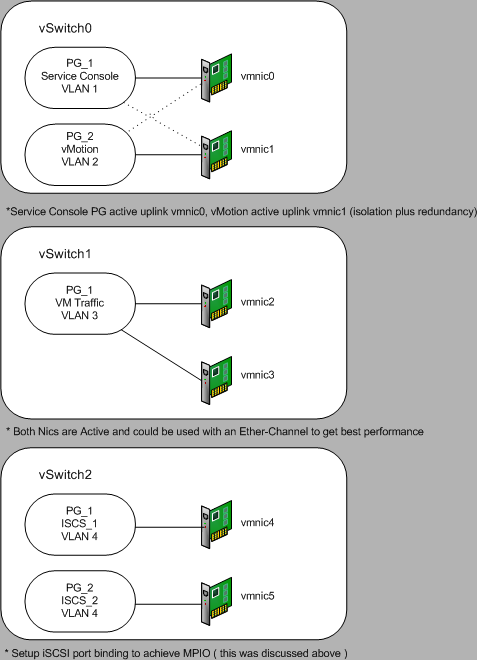 vSwitch0
PG_1
Service Console
VLAN 1
vmnic0
PG_2
vMotion
VLAN 2
vmnic1
*Service Console PG active uplink vmnic0, vMotion active uplink vmnic1 (isolation plus redundancy)
vSwitch1
PG_1
VM Traffic
VLAN 3
vmnic2
vmnic3
* Both Nics are Active and could be used with an Ether-Channel to get best performance
vSwitch2
PG_1
ISCS_1
VLAN 4
vmnic4
PG_2
ISCS_2
VLAN 4
vmnic5
* Setup iSCSI port binding to achieve MPIO ( this was discussed above )